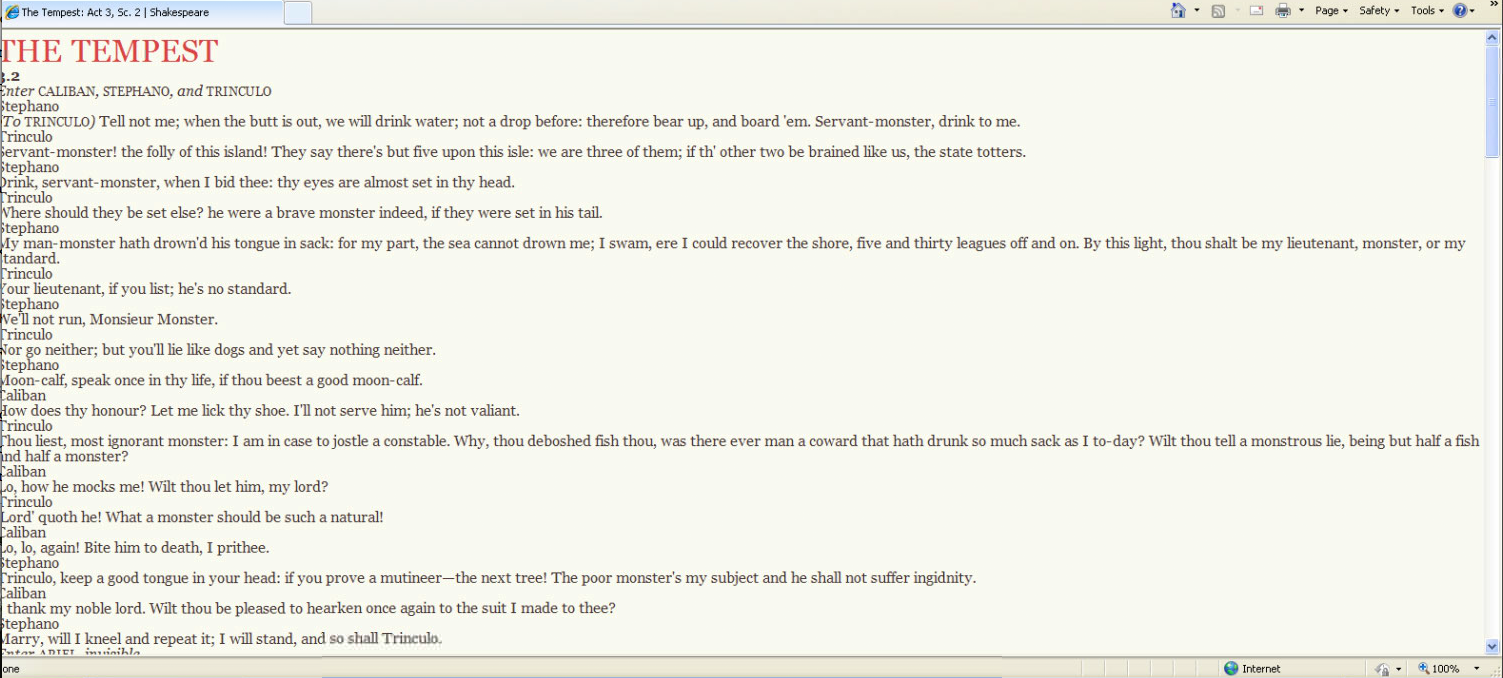 The Tempest: Act 3, Sc. 2 | Shakespeare
Page Safety Tools
THE TEMPEST
3.2
Enter CALIBAN, STEPHANO, and TRINCULO
Stephano
(To TRINCULO) Tell not me; when the butt is out, we will drink water; not a drop before: therefore bear up, and board 'em. Servant-monster, drink to me.
Trinculo
Servant-monster! the folly of this island! They say there's but five upon this isle: we are three of them; if th' other two be brained like us, the state totters.
Stephano
Drink, servant-monster, when I bid thee: thy eyes are almost set in thy head.
Trinculo
Where should they be set else? he were a brave monster indeed, if they were set in his tail.
Stephano
My man-monster hath drown'd his tongue in sack: for my part, the sea cannot drown me; I swam, ere I could recover the shore, five and thirty leagues off and on. By this light, thou shalt be my lieutenant, monster, or my
standard.
Trinculo
Your lieutenant, if you list; he's no standard.
Stephano
We'll not run, Monsieur Monster.
Trinculo
Nor go neither; but you'll lie like dogs and yet say nothing neither.
Stephano
Moon-calf, speak once in thy life, if thou beest a good moon-calf.
Caliban
How does thy honour? Let me lick thy shoe. I'll not serve him; he's not valiant.
Trinculo
Thou liest, most ignorant monster: I am in case to jostle a constable. Why, thou deboshed fish thou, was there ever man a coward that hath drunk so much sack as I to-day? Wilt thou tell a monstrous lie, being but half a fish
and half a monster?
Caliban
Lo, how he mocks me! Wilt thou let him, my lord?
Trinculo
'Lord' quoth he! What a monster should be such a natural!
Caliban
Lo, lo, again! Bite him to death, I prithee.
Stephano
Trinculo, keep a good tongue in your head: if you prove a mutineer—the next tree! The poor monster's my subject and he shall not suffer ingidnity.
Caliban
I thank my noble lord. Wilt thou be pleased to hearken once again to the suit I made to thee?
Stephano
Marry, will I kneel and repeat it; I will stand, and so shall Trinculo.
Enter ARIEL, invisible
one Internet 100%